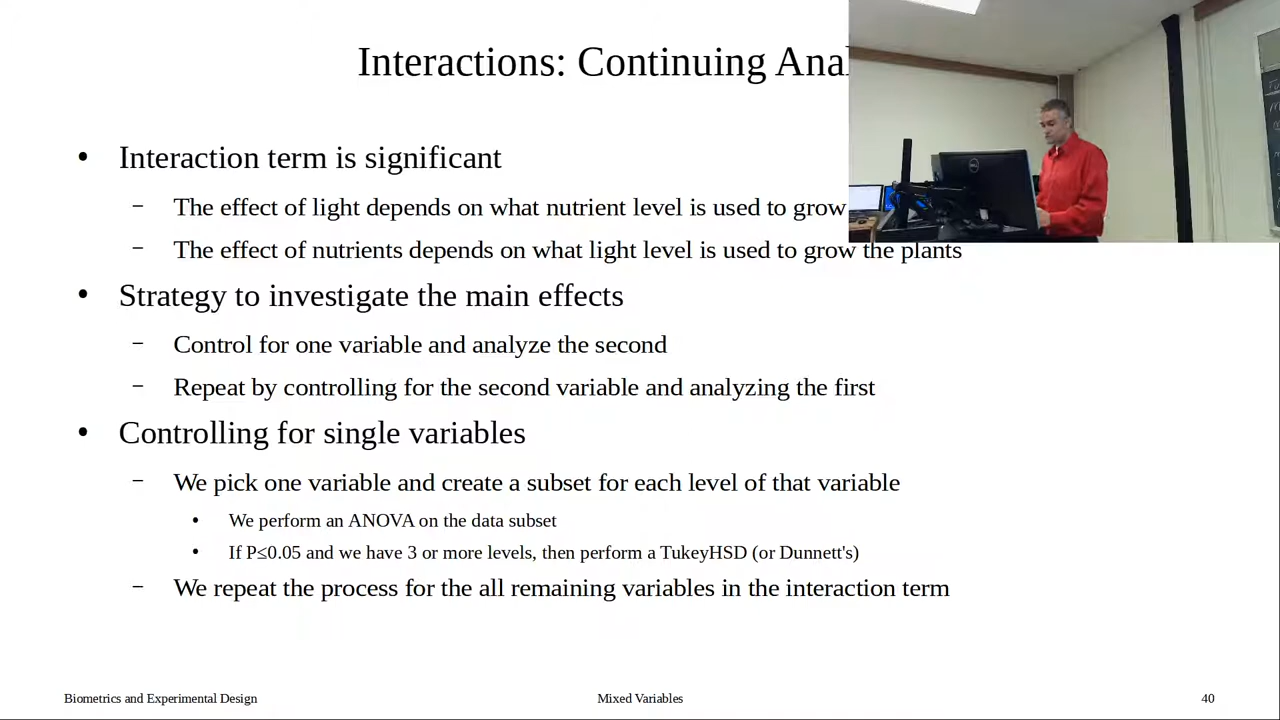 Interactions: Continuing
• Interaction term is significant
– The effect of light depends on what nutrient level is used to grow
– The effect of nutrients depends on what light level is used to grow the plants
• Strategy to investigate the main effects
– Control for one variable and analyze the second
– Repeat by controlling for the second variable and analyzing the first
• Controlling for single variables
– We pick one variable and create a subset for each level of that variable
• We perform an ANOVA on the data subset
• If P≤0.05 and we have 3 or more levels, then perform a TukeyHSD (or Dunnett's)
– We repeat the process for the all remaining variables in the interaction term
Biometrics and Experimental Design
Mixed Variables
40